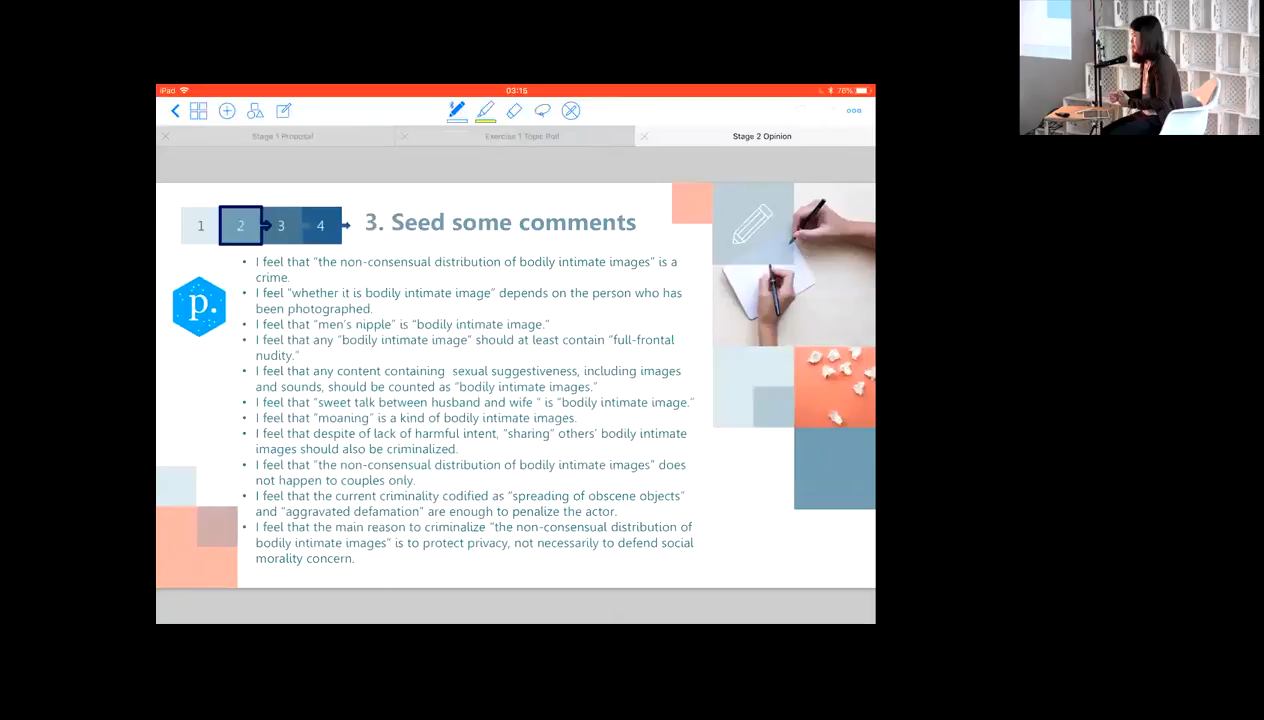 iPad
03:15
76%
Stage 1 Proposal
Exercise 1 Topic Poll
Stage 2 Opinion
1
2
3
4
3. Seed some comments
p.
• I feel that “the non-consensual distribution of bodily intimate images” is a
crime.
• I feel “whether it is bodily intimate image” depends on the person who has
been photographed.
• I feel that “men’s nipple” is “bodily intimate image.”
• I feel that any “bodily intimate image” should at least contain “full-frontal
nudity.”
• I feel that any content containing sexual suggestiveness, including images
and sounds, should be counted as “bodily intimate images.”
• I feel that “sweet talk between husband and wife “ is “bodily intimate image.”
• I feel that “moaning” is a kind of bodily intimate images.
• I feel that despite of lack of harmful intent, “sharing” others’ bodily intimate
images should also be criminalized.
• I feel that “the non-consensual distribution of bodily intimate images” does
not happen to couples only.
• I feel that the current criminality codified as “spreading of obscene objects”
and “aggravated defamation” are enough to penalize the actor.
• I feel that the main reason to criminalize “the non-consensual distribution of
bodily intimate images” is to protect privacy, not necessarily to defend social
morality concern.